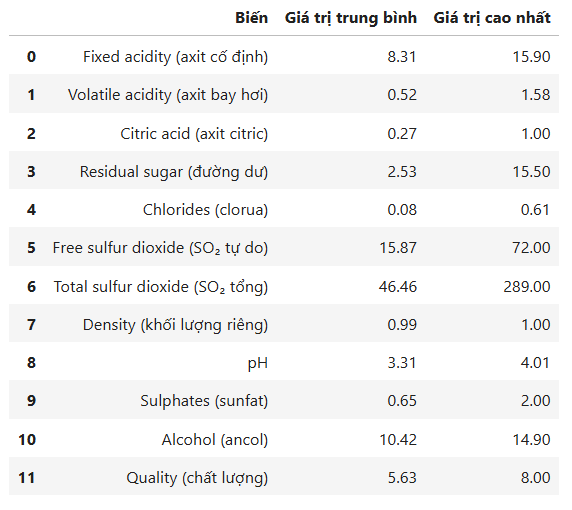 Biến Giá trị trung bình Giá trị cao nhất
0 Fixed acidity (axit cố định) 8.31 15.90
1 Volatile acidity (axit bay hơi) 0.52 1.58
2 Citric acid (axit citric) 0.27 1.00
3 Residual sugar (đường dư) 2.53 15.50
4 Chlorides (clorua) 0.08 0.61
5 Free sulfur dioxide (SO₂ tự do) 15.87 72.00
6 Total sulfur dioxide (SO₂ tổng) 46.46 289.00
7 Density (khối lượng riêng) 0.99 1.00
8 pH 3.31 4.01
9 Sulphates (sunfat) 0.65 2.00
10 Alcohol (ancol) 10.42 14.90
11 Quality (chất lượng) 5.63 8.00